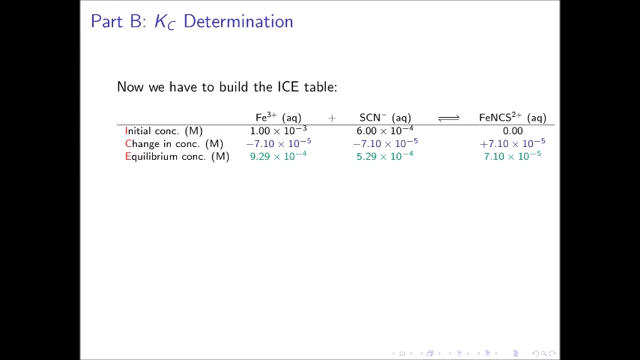 Part B: K_C Determination
Now we have to build the ICE table:
Fe³⁺ (aq) + SCN⁻ (aq) ⇌ FeNCS²⁺ (aq)
Initial conc. (M) 1.00 × 10⁻³ 6.00 × 10⁻⁴ 0.00
Change in conc. (M) −7.10 × 10⁻⁵ −7.10 × 10⁻⁵ +7.10 × 10⁻⁵
Equilibrium conc. (M) 9.29 × 10⁻⁴ 5.29 × 10⁻⁴ 7.10 × 10⁻⁵